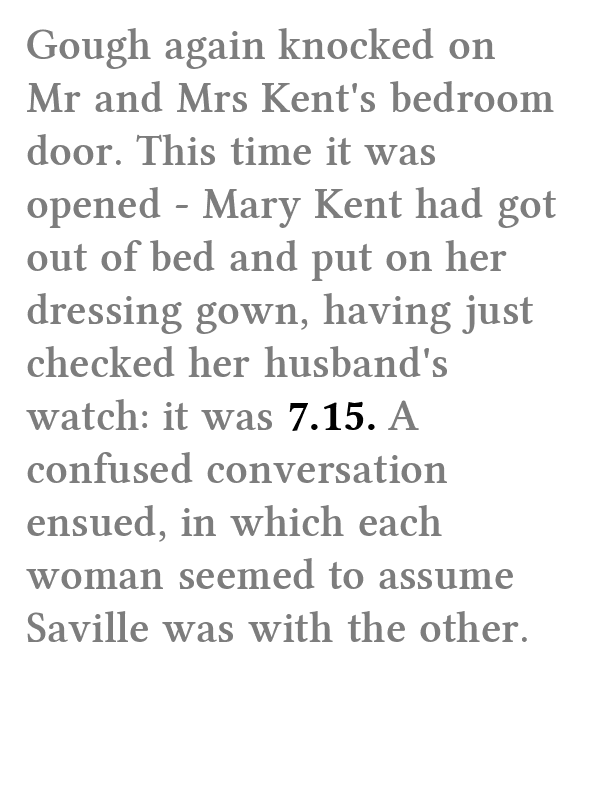 Gough again knocked on
Mr and Mrs Kent's bedroom
door. This time it was
opened - Mary Kent had got
out of bed and put on her
dressing gown, having just
checked her husband's
watch: it was 7.15. A
confused conversation
ensued, in which each
woman seemed to assume
Saville was with the other.